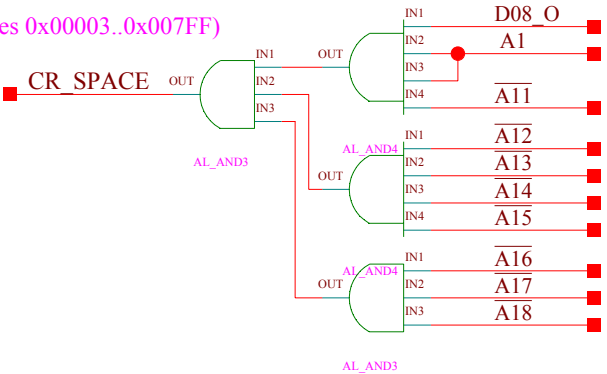 es 0x00003..0x007FF)
IN1 D08_O
IN2 A1
IN3
IN4 A11
OUT
AL_AND4
IN1 A12
IN2 A13
IN3 A14
IN4 A15
OUT
AL_AND4
IN1 A16
IN2 A17
IN3 A18
OUT
AL_AND3
CR_SPACE OUT
IN1
IN2
IN3
AL_AND3